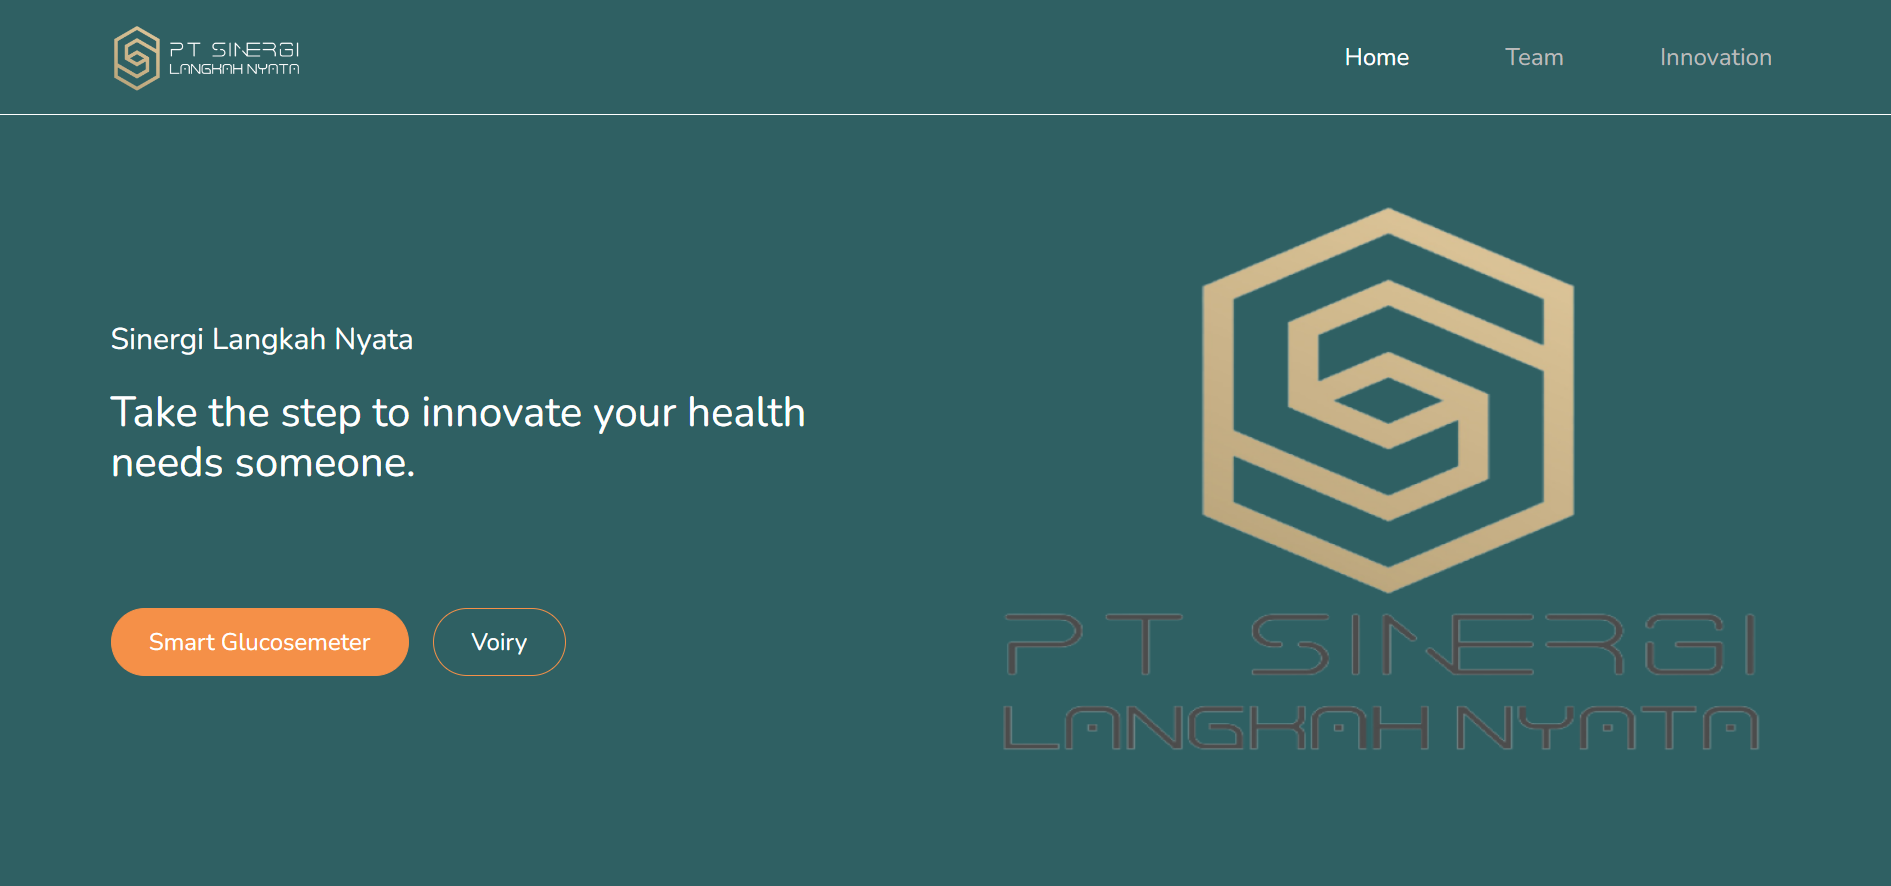 PT SINERGI
LANGKAH NYATA
Home
Team
Innovation
Sinergi Langkah Nyata
Take the step to innovate your health
needs someone.
Smart Glucosemeter
Voiry
PT SINERGI
LANGKAH NYATA